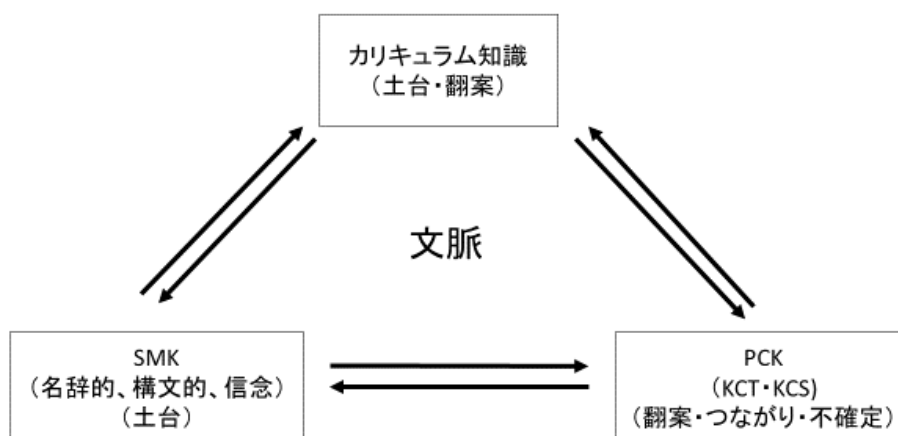 カリキュラム知識
（土台・翻案）
文脈
SMK
（名辞的、構文的、信念）
（土台）
PCK
（KCT・KCS)
（翻案・つながり・不確定）